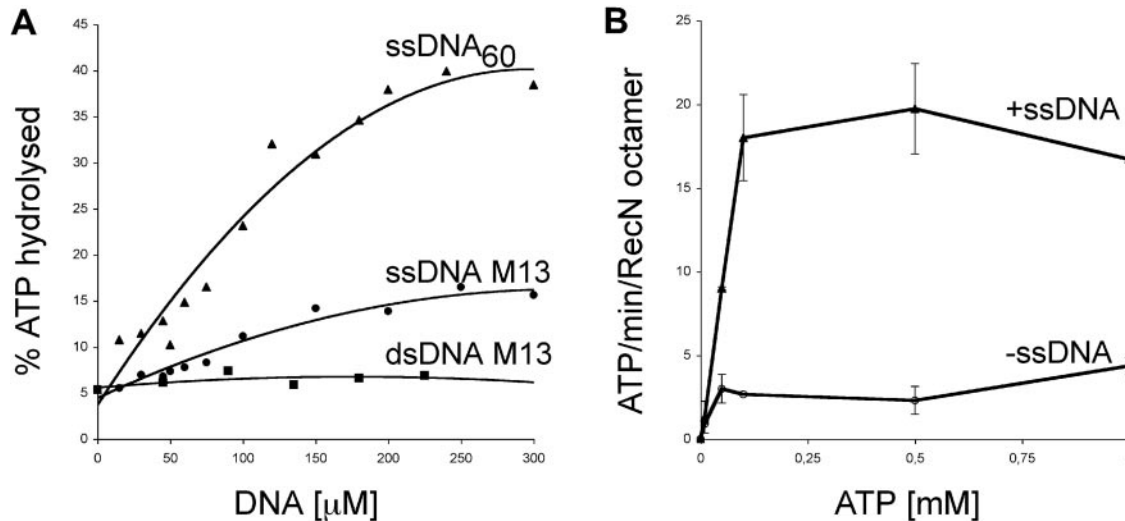 A
% ATP hydrolysed
45
40
35
30
25
20
15
10
5
0
ssDNA60
ssDNA M13
dsDNA M13
0 50 100 150 200 250 300
DNA [µM]
B
ATP/min/RecN octamer
25
20
15
10
5
0
+ssDNA
-ssDNA
0 0,25 0,5 0,75
ATP [mM]